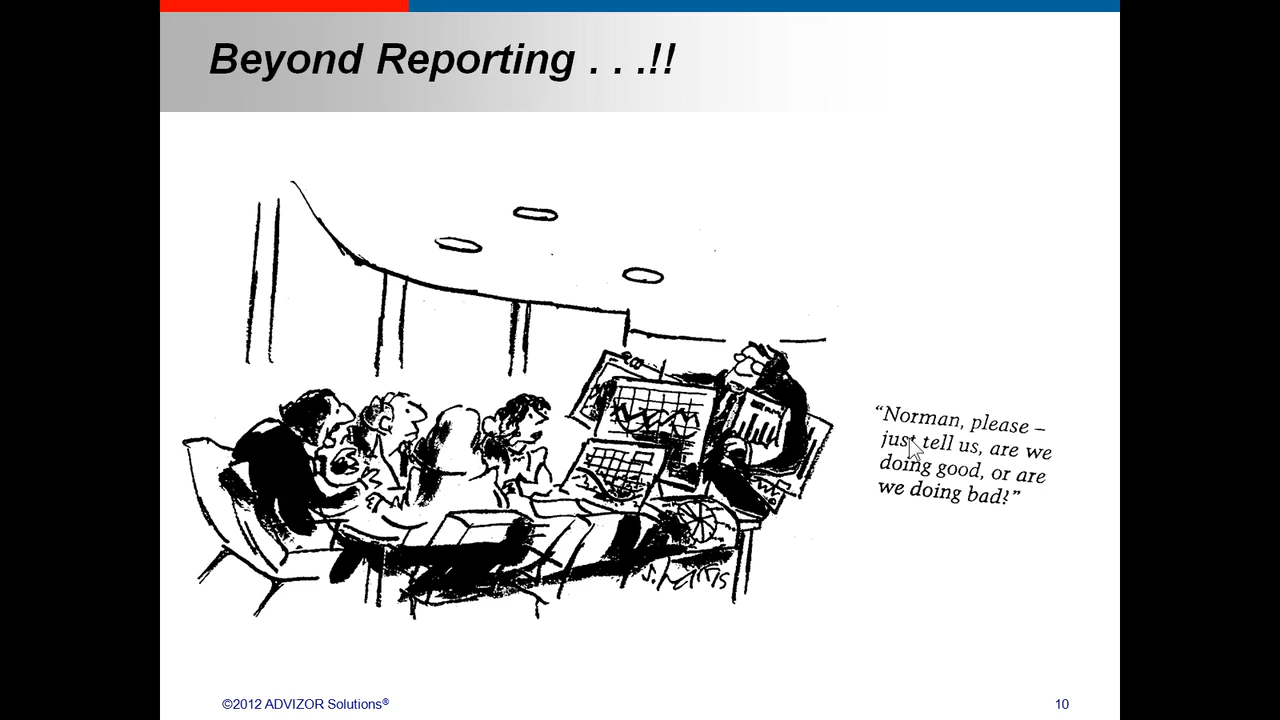 Beyond Reporting . . .!!
“Norman, please –
just tell us, are we
doing good, or are
we doing bad?”
S. Harris
©2012 ADVIZOR Solutions®
10